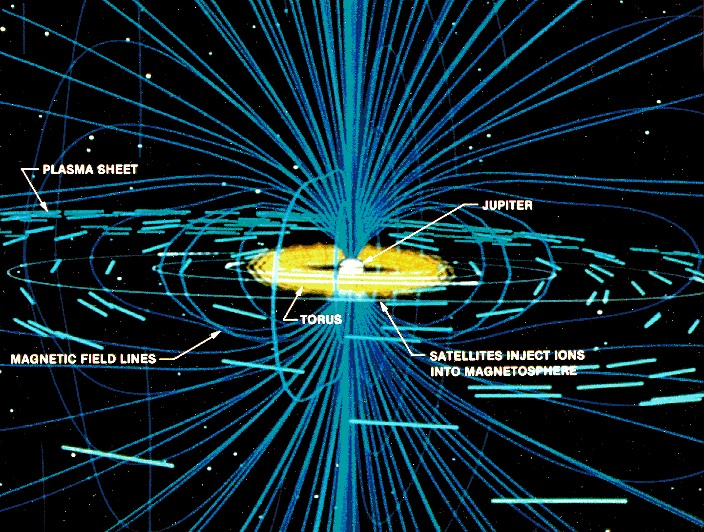 PLASMA SHEET
JUPITER
TORUS
MAGNETIC FIELD LINES
SATELLITES INJECT IONS
INTO MAGNETOSPHERE